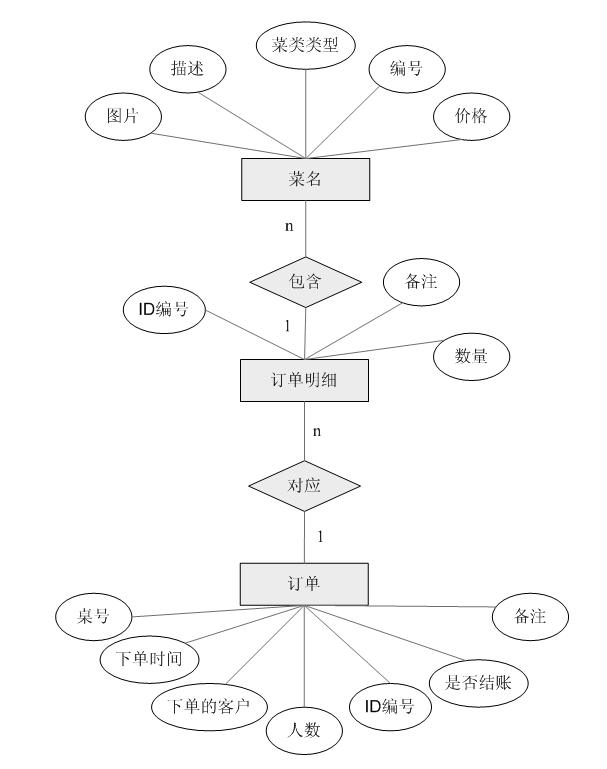 菜类类型
描述
编号
图片
价格
菜名
n
包含
备注
ID编号
1
数量
订单明细
n
对应
1
订单
桌号
备注
下单时间
是否结账
下单的客户
ID编号
人数